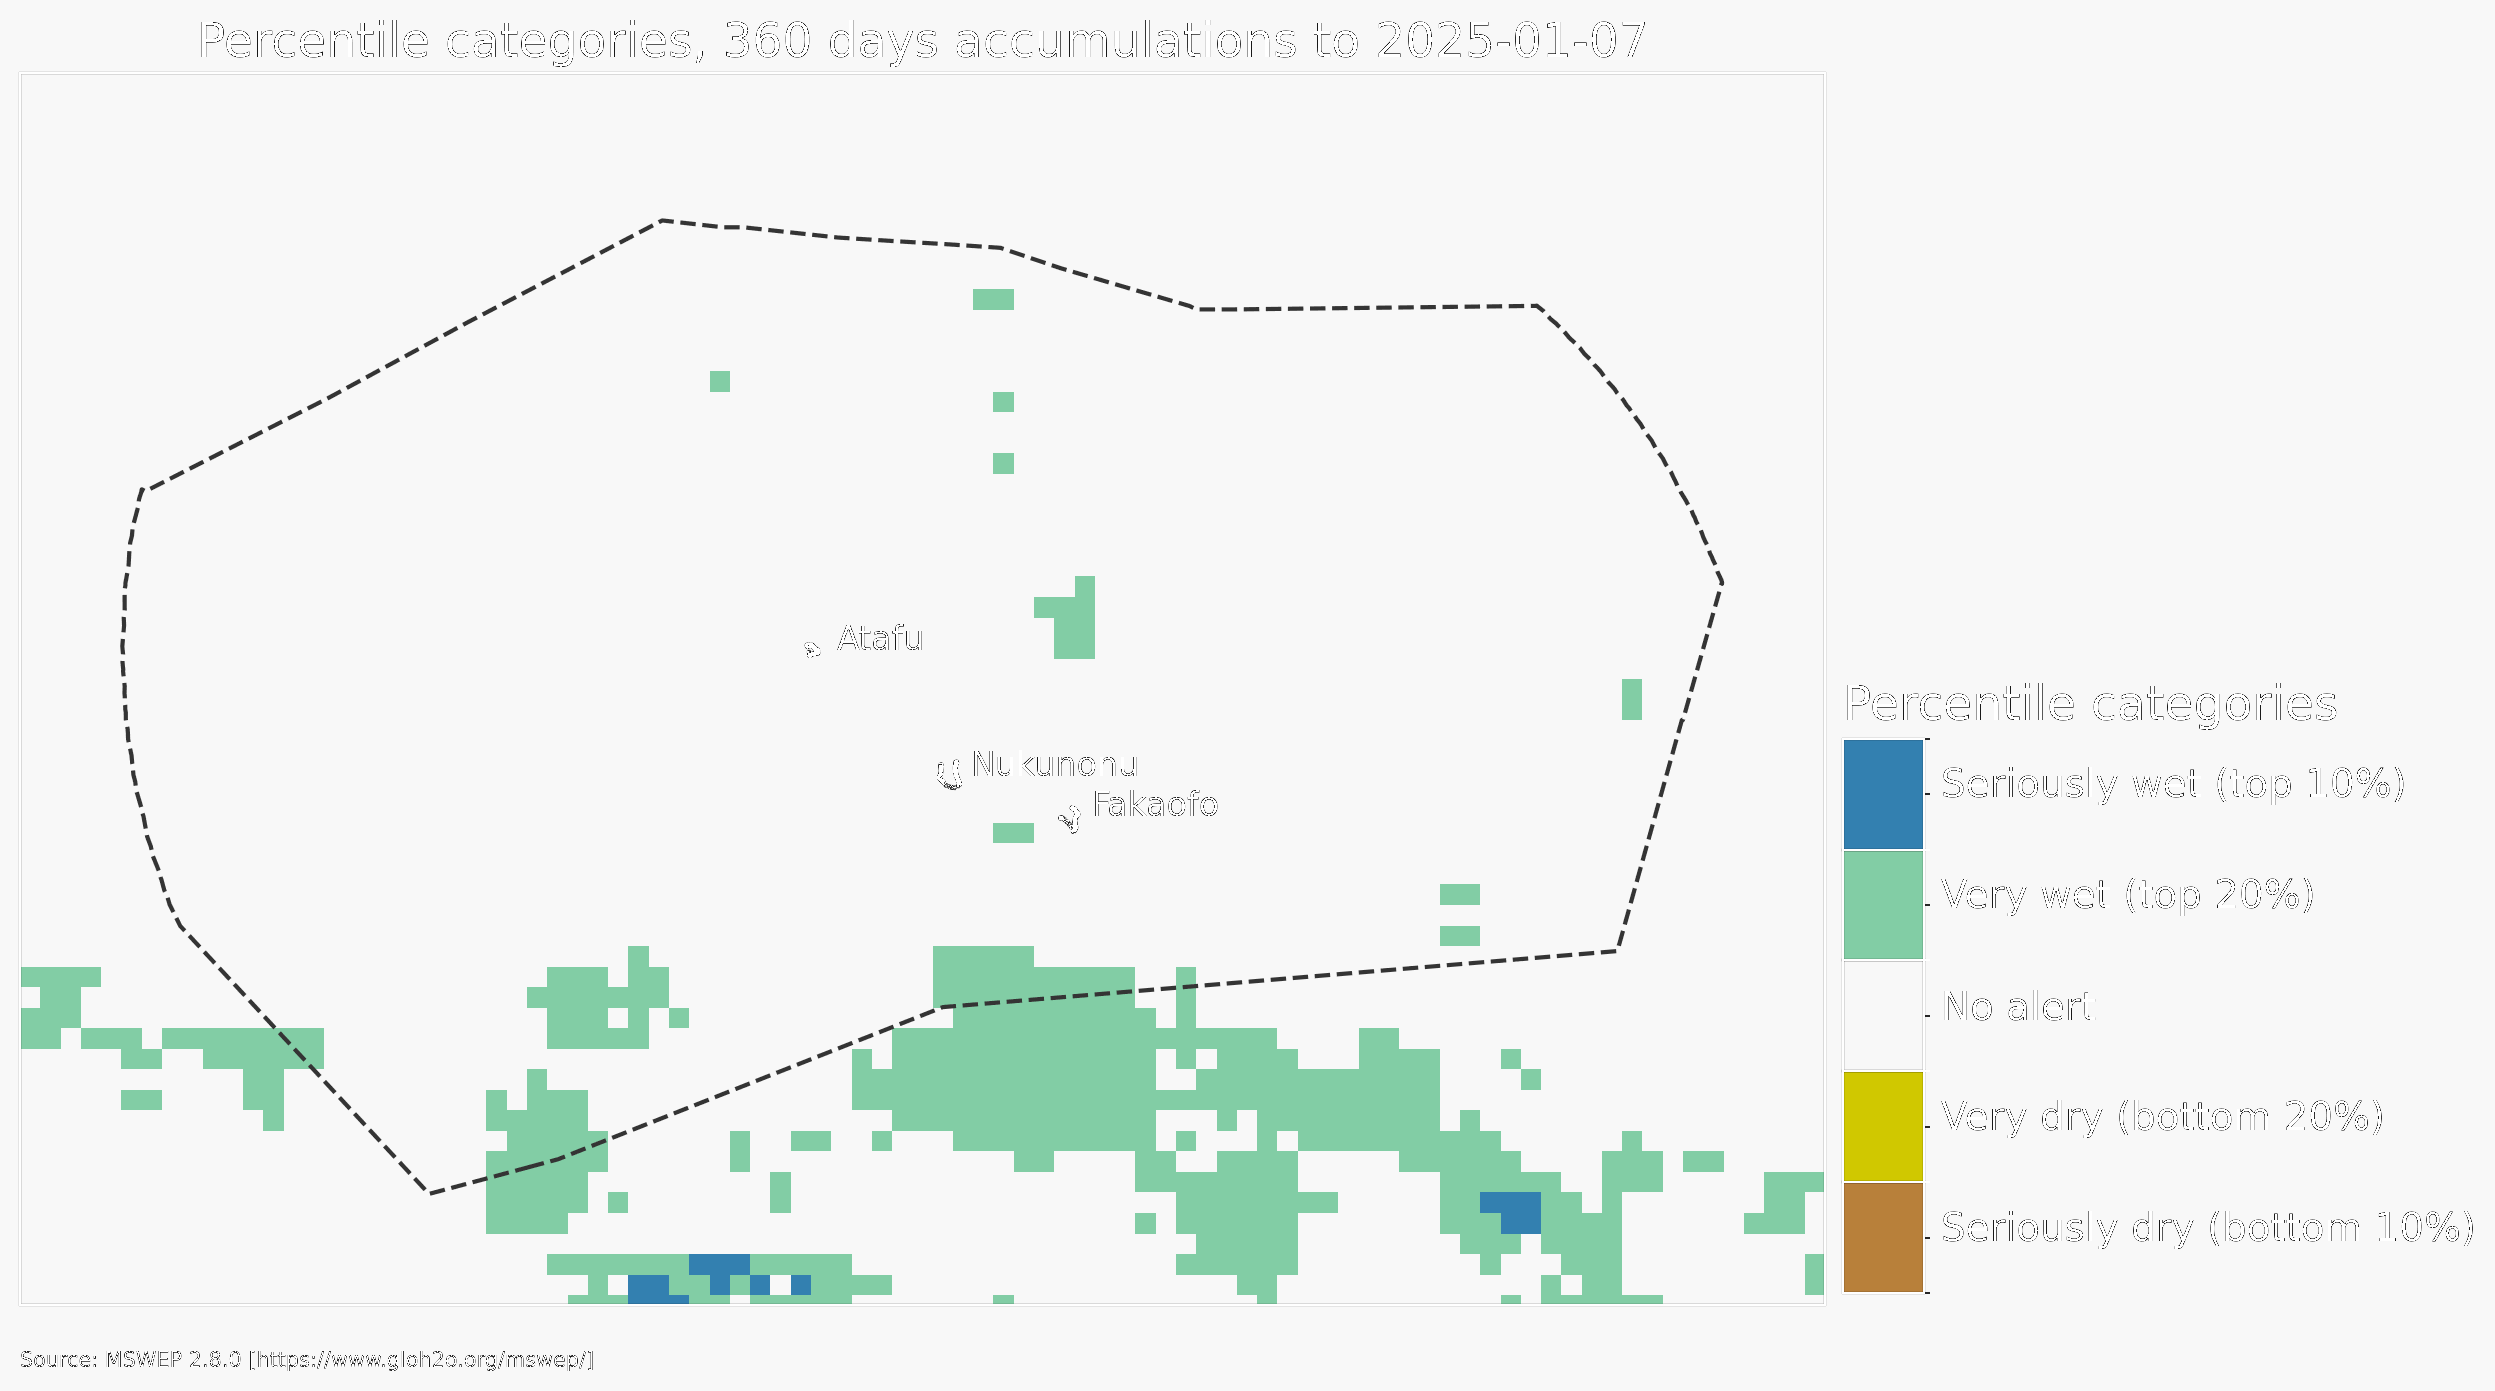 Percentile categories, 360 days accumulations to 2025-01-07
Atafu
Nukunonu
Fakaofo
Percentile categories
Seriously wet (top 10%)
Very wet (top 20%)
No alert
Very dry (bottom 20%)
Seriously dry (bottom 10%)
Source: MSWEP 2.8.0 [https://www.gloh2o.org/mswep/]